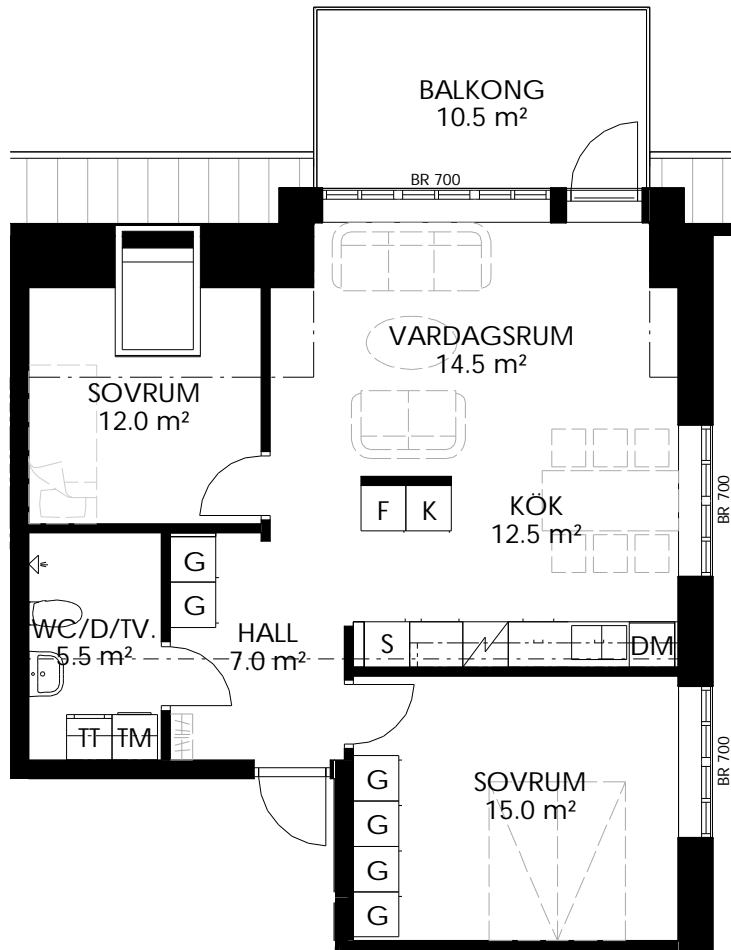 BALKONG
10.5 m²
BR 700
VARDAGSRUM
14.5 m²
SOVRUM
12.0 m²
F K
KÖK
12.5 m²
BR 700
G
G
WC/D/TV.
5.5 m²
HALL
7.0 m²
S
DM
TT TM
BR 700
SOVRUM
15.0 m²
G
G
G
G